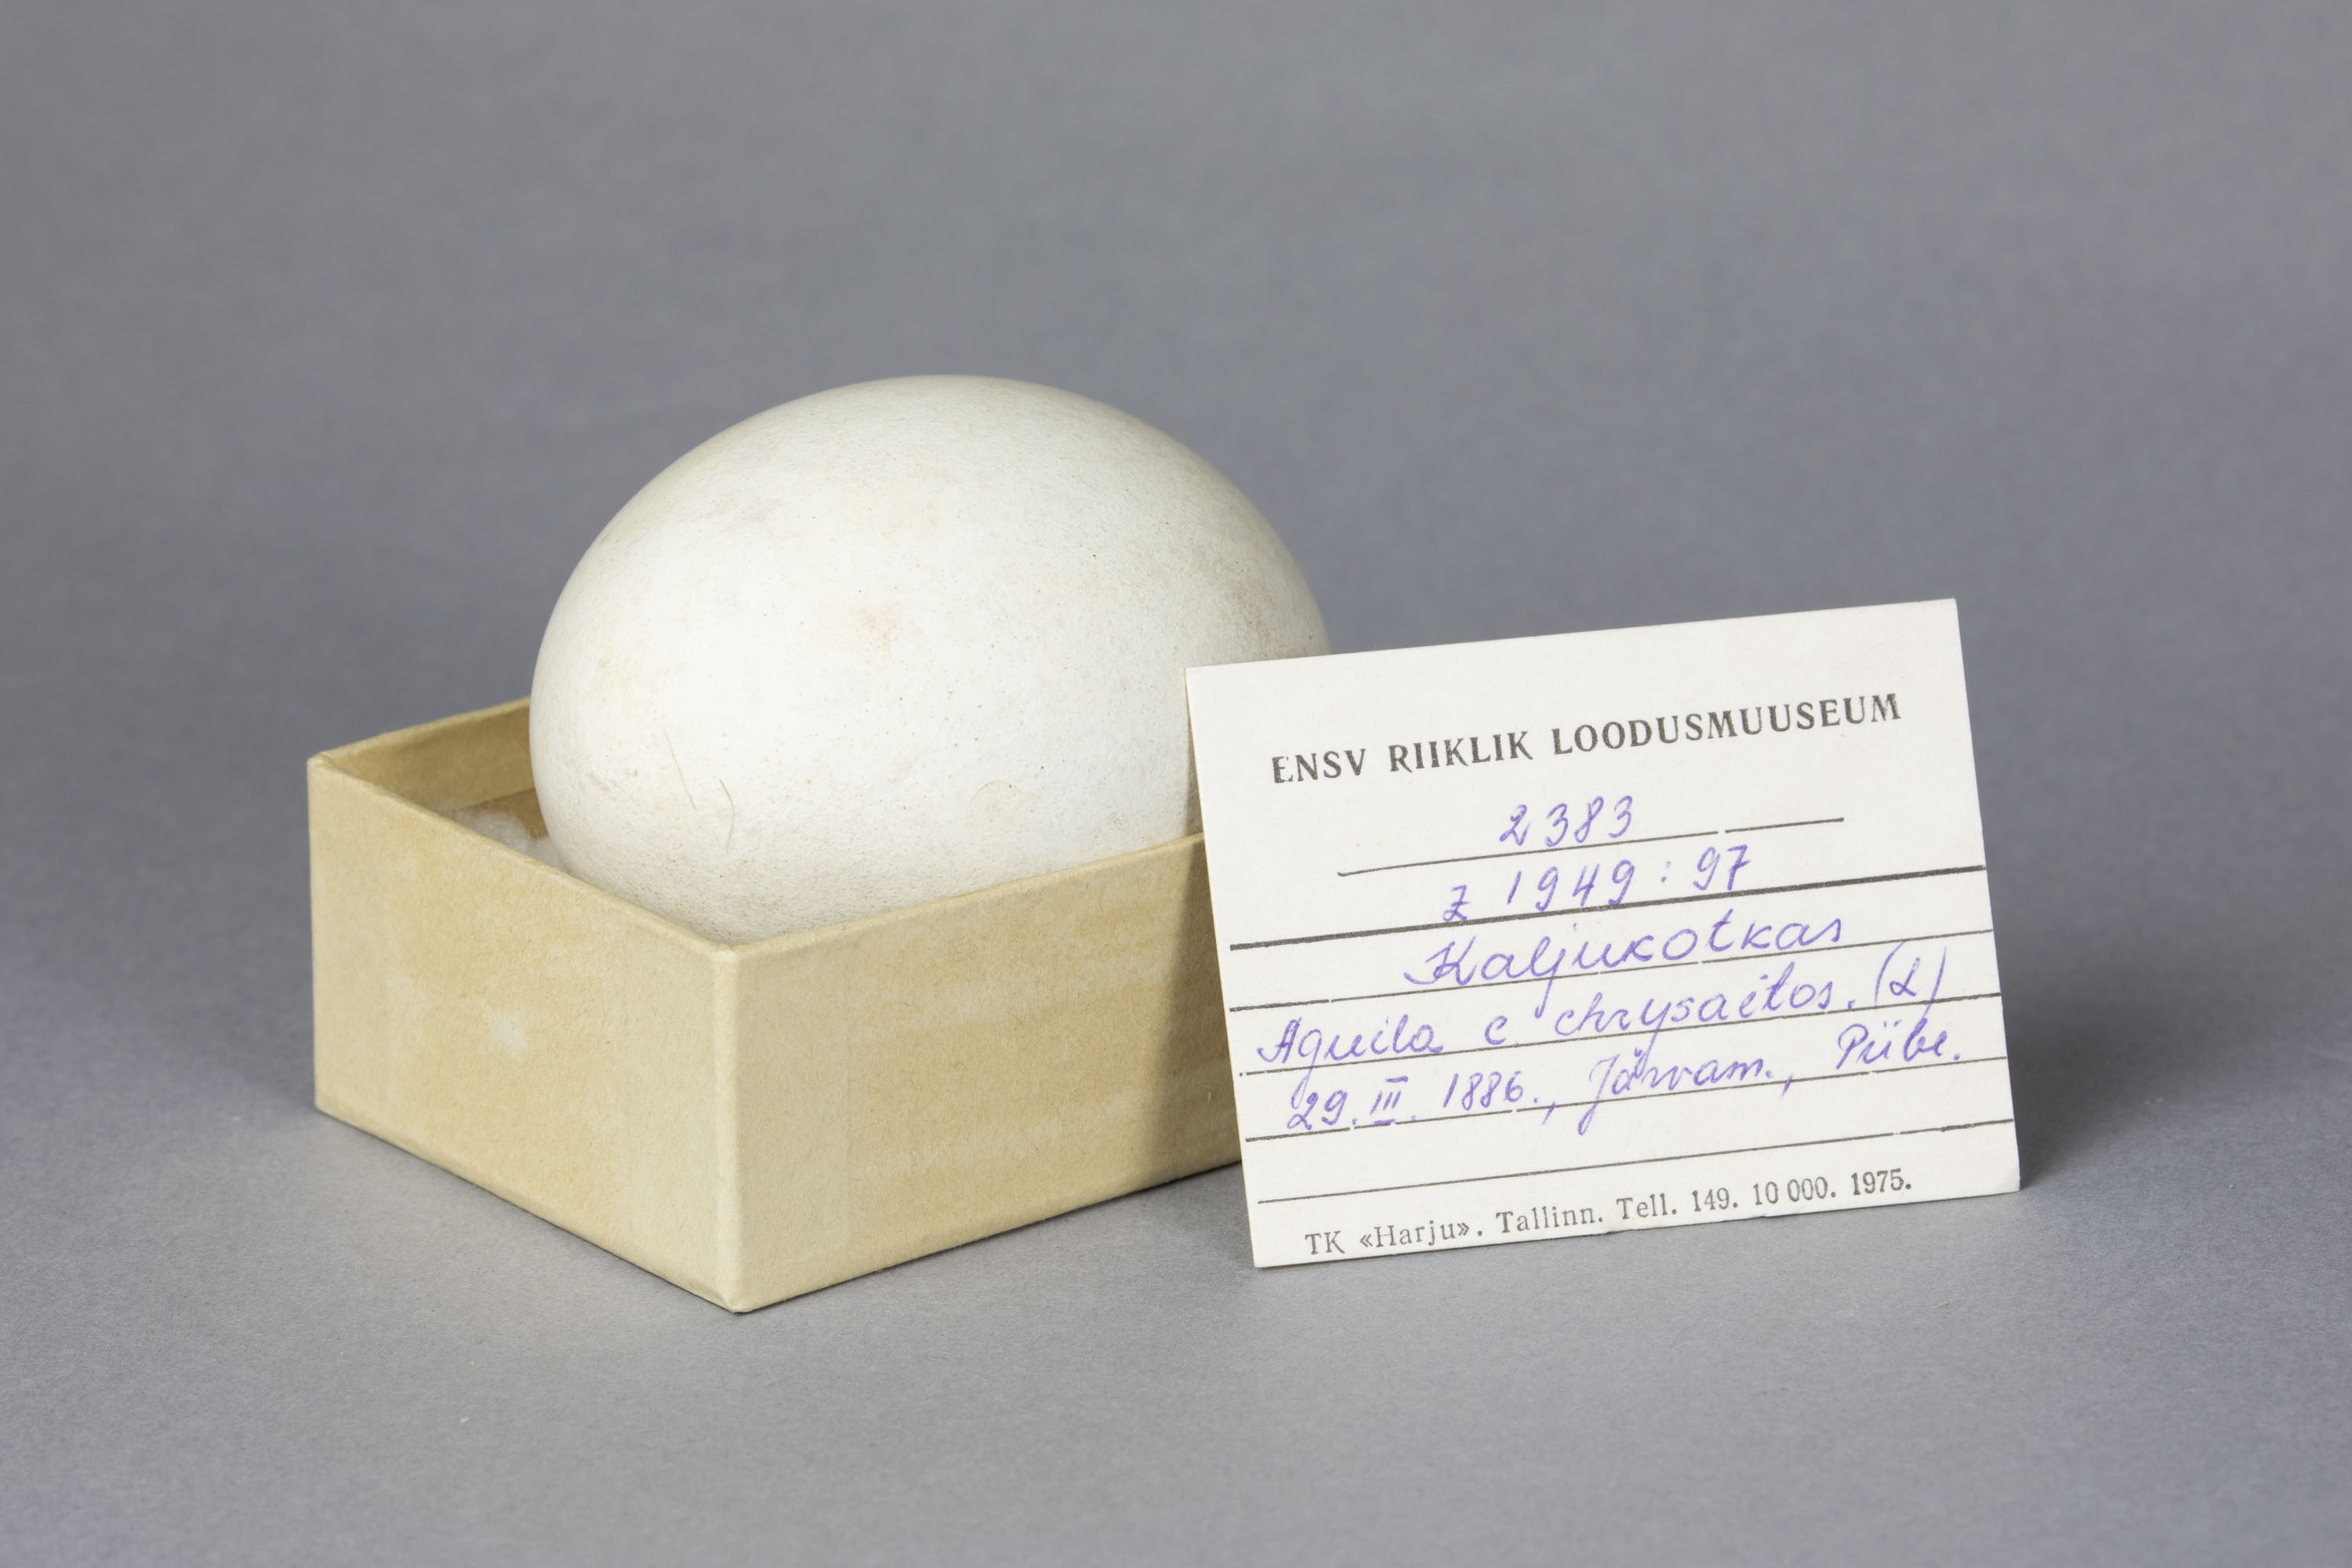 ENSV RIIKLIK LOODUSMUUSEUM
2383
Z 1949:97
Kaljukotkas
Aquila c. chrysaëtos. (L)
29. III. 1886., Järvam., Piibe.
TK «Harju». Tallinn. Tell. 149. 10 000. 1975.